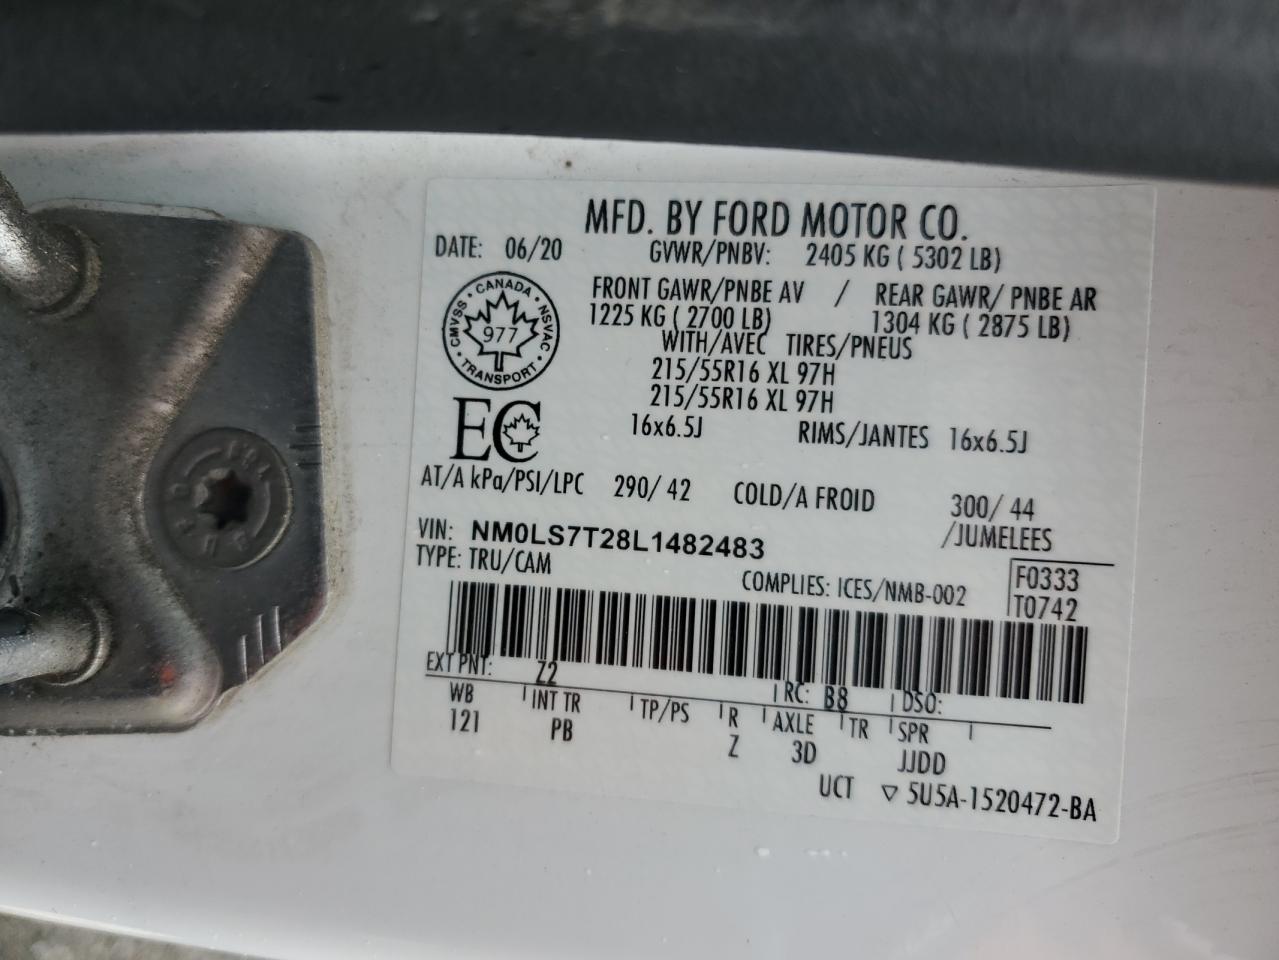 MFD. BY FORD MOTOR CO.
DATE: 06/20 GVWR/PNBV: 2405 KG ( 5302 LB)
FRONT GAWR/PNBE AV / REAR GAWR/ PNBE AR
1225 KG ( 2700 LB) 1304 KG ( 2875 LB)
WITH/AVEC TIRES/PNEUS
215/55R16 XL 97H
215/55R16 XL 97H
16x6.5J RIMS/JANTES 16x6.5J
CMVSS · CANADA · NSVAC · TRANSPORT ·
977
EC
AT/A kPa/PSI/LPC 290/ 42 COLD/A FROID 300/ 44
VIN: NM0LS7T28L1482483 /JUMELEES
TYPE: TRU/CAM
COMPLIES: ICES/NMB-002
F0333
T0742
EXT PNT: Z2 RC: B8 DSO:
WB INT TR TP/PS R AXLE TR SPR
121 PB Z 3D JJDD
UCT ▽ 5U5A-1520472-BA